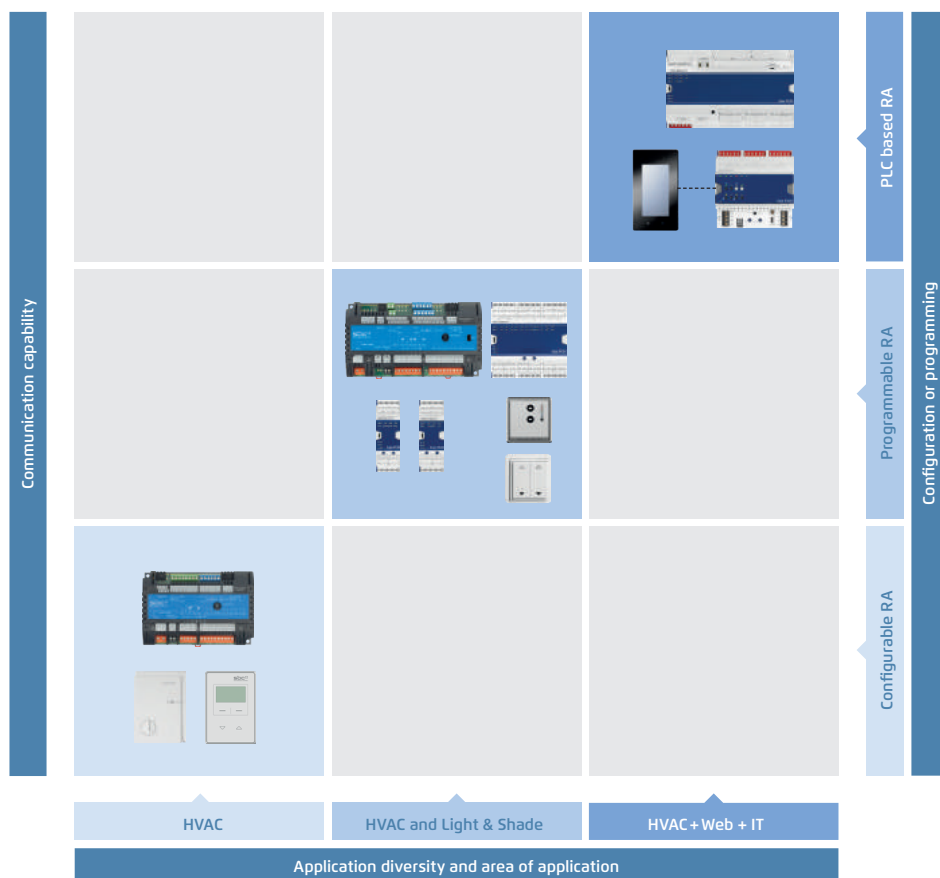 Communication capability
PLC based RA
Programmable RA
Configurable RA
Configuration or programming
HVAC
HVAC and Light & Shade
HVAC + Web + IT
Application diversity and area of application